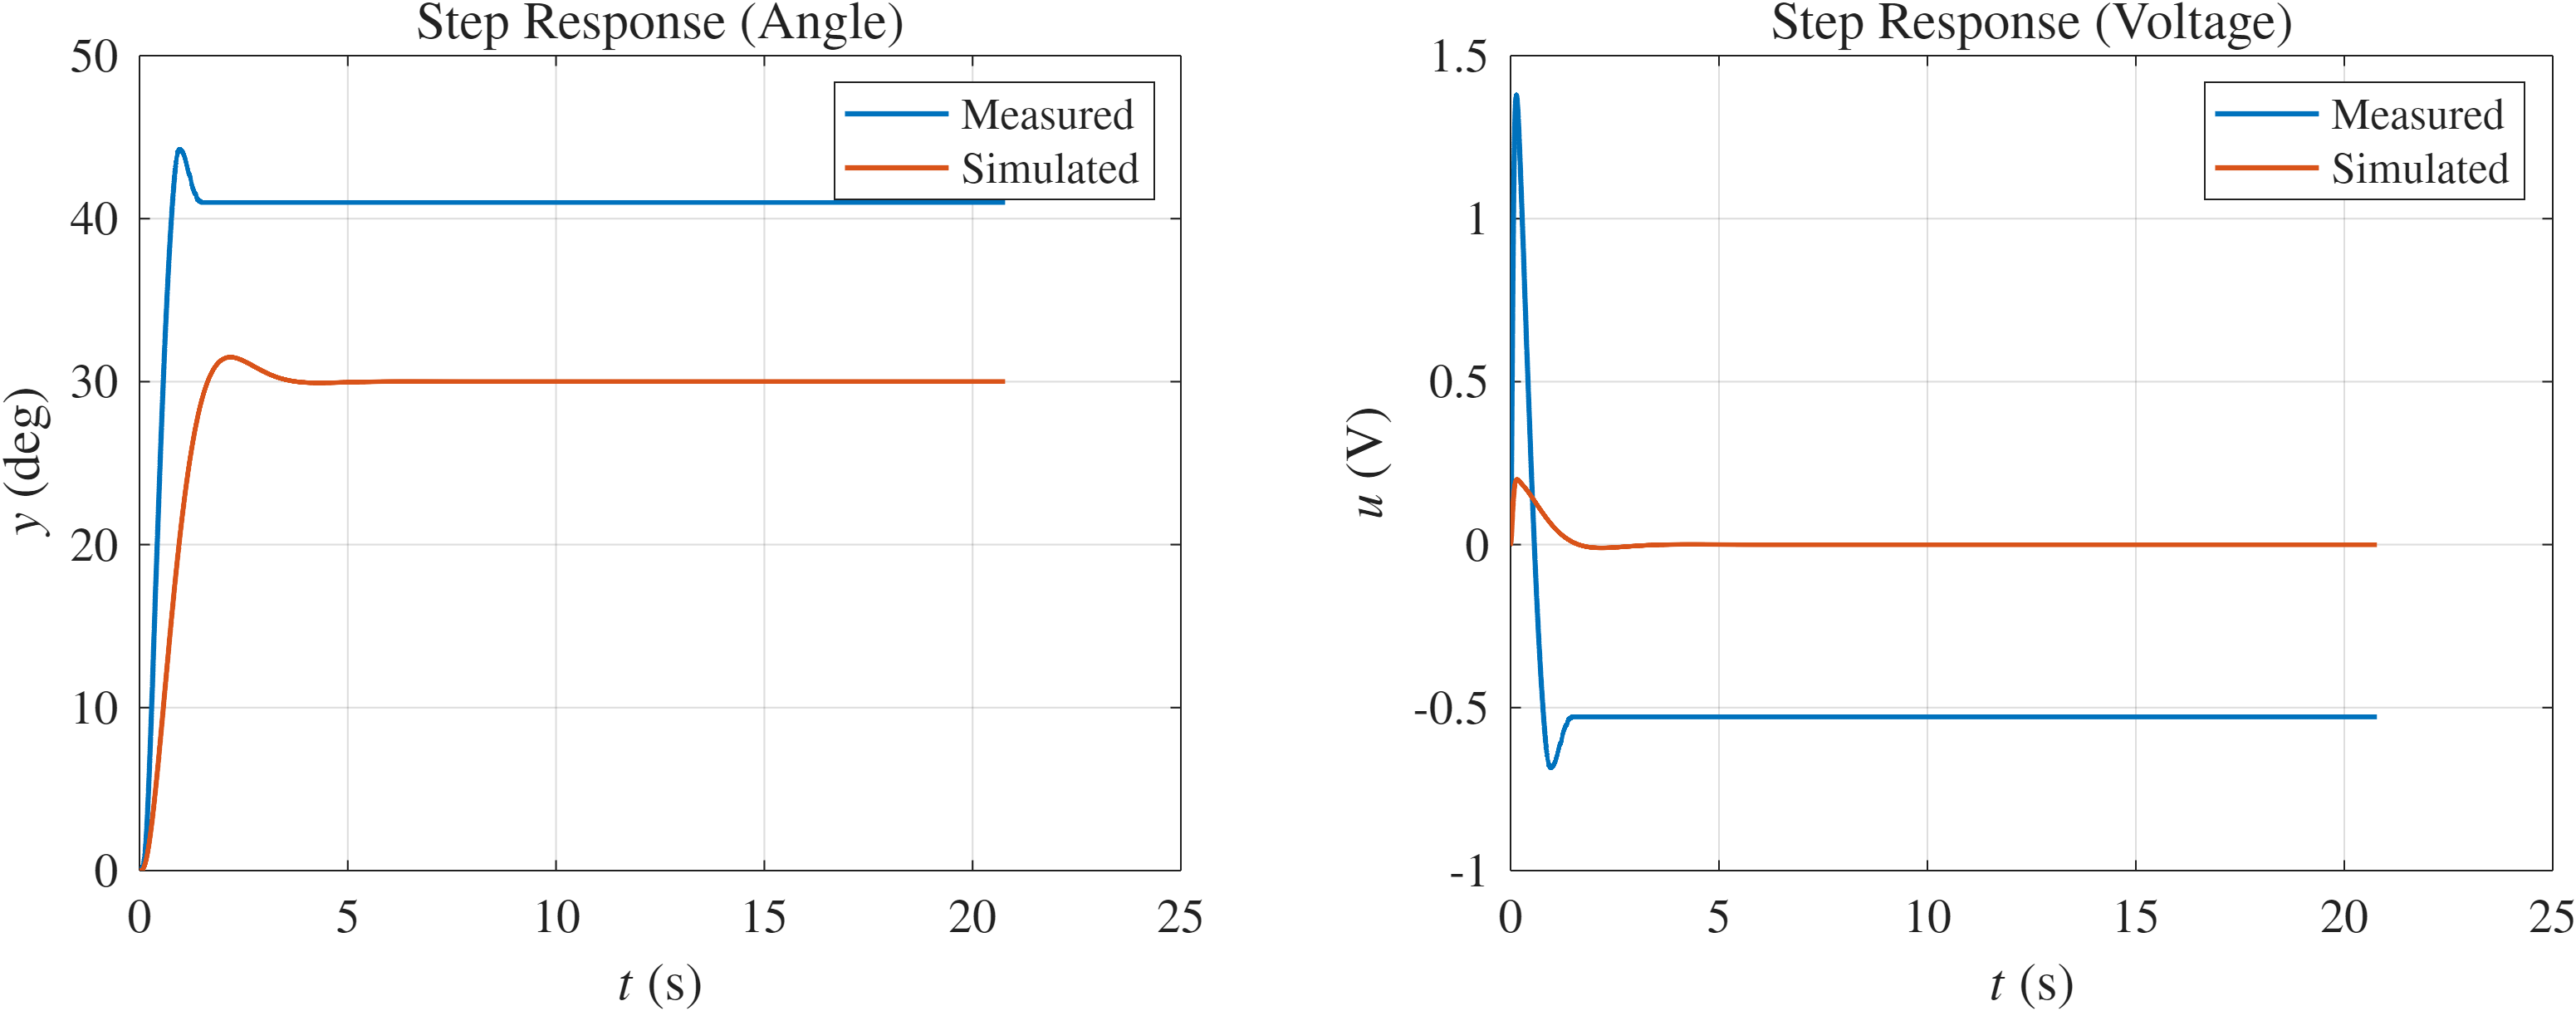 Step Response (Angle)
50
40
30
20
10
0
y (deg)
Measured
Simulated
0 5 10 15 20 25
t (s)
Step Response (Voltage)
1.5
1
0.5
0
-0.5
-1
u (V)
Measured
Simulated
0 5 10 15 20 25
t (s)